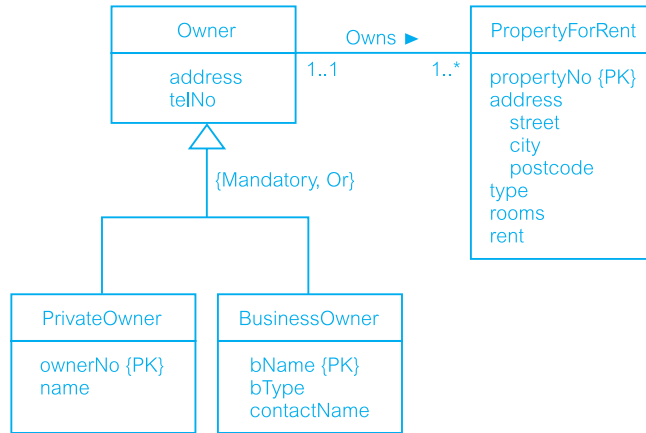 Owner
address
telNo
Owns ►
1..1
1..*
PropertyForRent
propertyNo {PK}
address
street
city
postcode
type
rooms
rent
{Mandatory, Or}
PrivateOwner
ownerNo {PK}
name
BusinessOwner
bName {PK}
bType
contactName